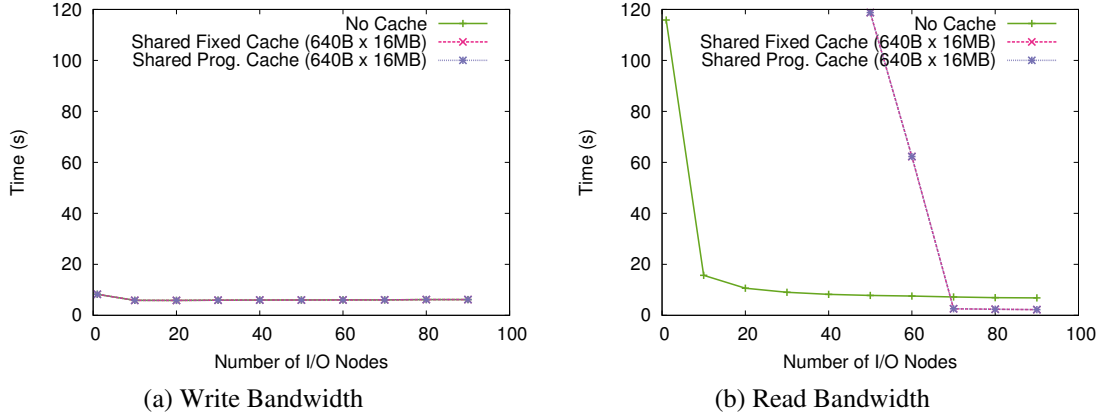 120
100
80
60
40
20
0
Time (s)
No Cache
Shared Fixed Cache (640B x 16MB)
Shared Prog. Cache (640B x 16MB)
0 20 40 60 80 100
Number of I/O Nodes
(a) Write Bandwidth
120
100
80
60
40
20
0
Time (s)
No Cache
Shared Fixed Cache (640B x 16MB)
Shared Prog. Cache (640B x 16MB)
0 20 40 60 80 100
Number of I/O Nodes
(b) Read Bandwidth